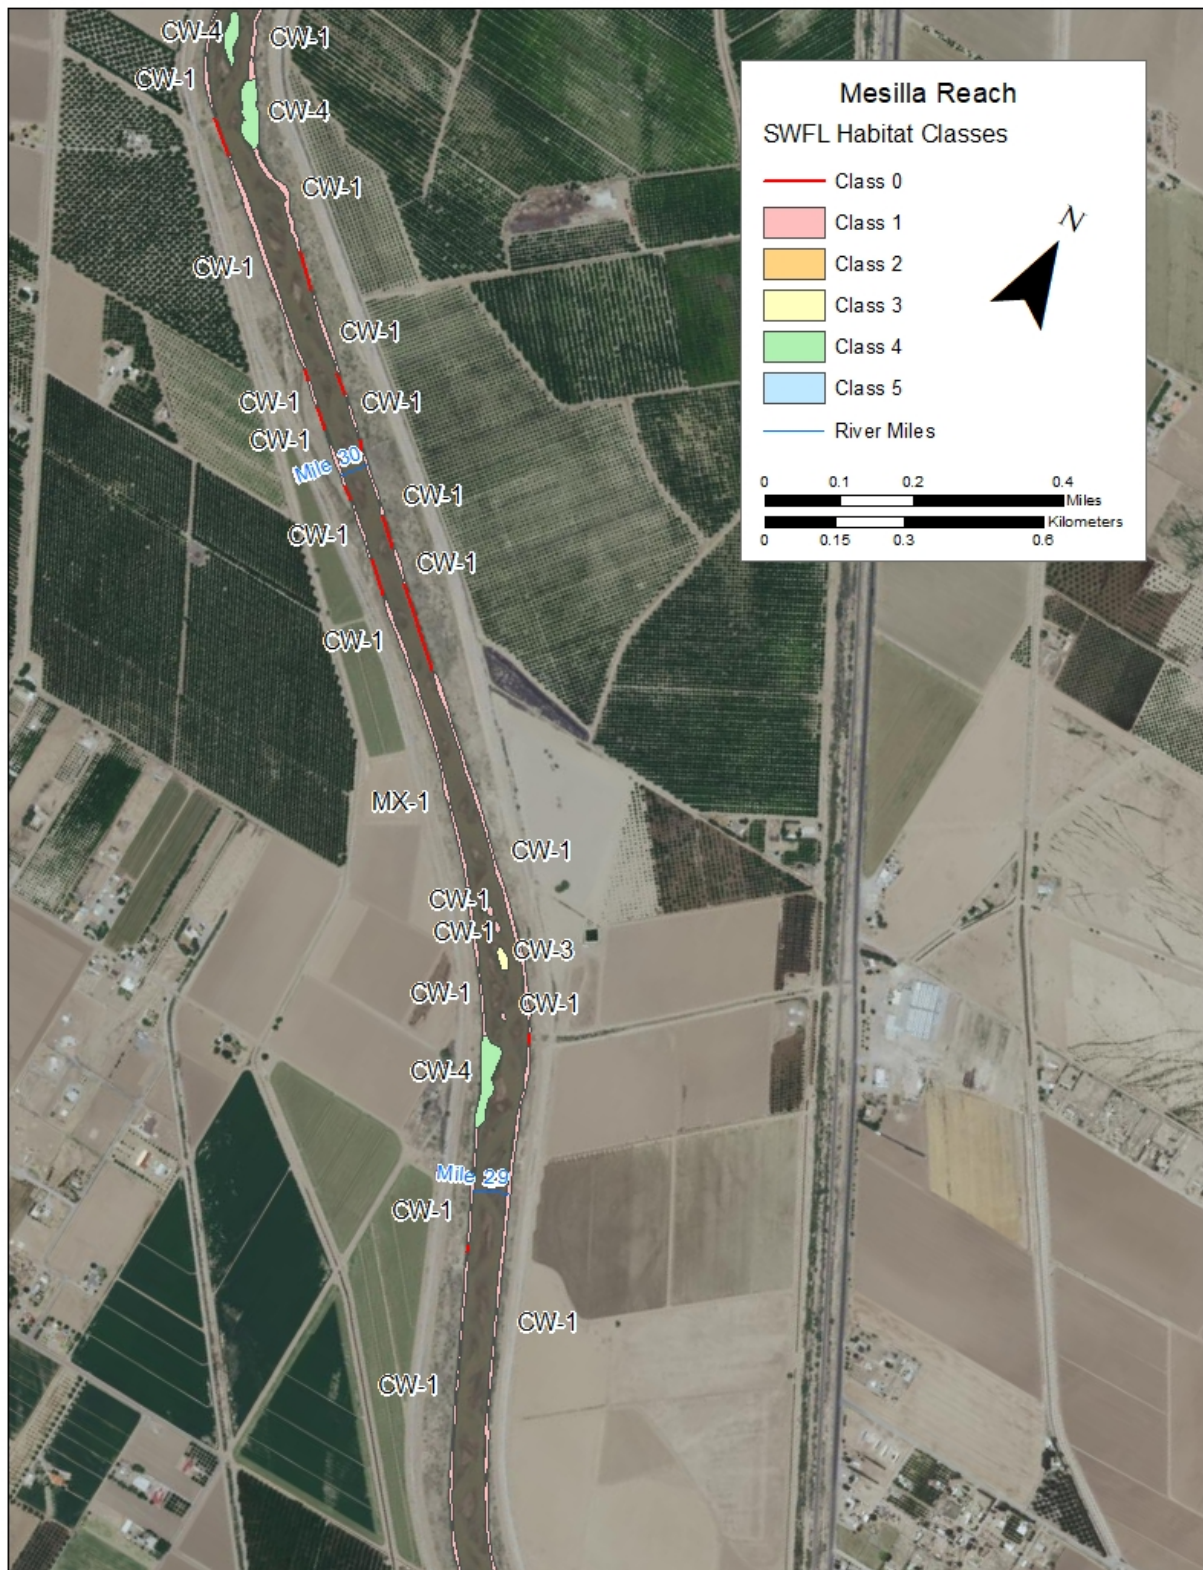 CW-4
CW-1
CW-1
CW-4
CW-1
CW-1
CW-1
CW-1
CW-1
CW-1
Mile 30
CW-1
CW-1
CW-1
CW-1
MX-1
CW-1
CW-1
CW-1
CW-3
CW-1
CW-1
CW-4
Mile 29
CW-1
CW-1
CW-1
Mesilla Reach
SWFL Habitat Classes
Class 0
Class 1
Class 2
Class 3
Class 4
Class 5
River Miles
N
0 0.1 0.2 0.4
Miles
Kilometers
0 0.15 0.3 0.6